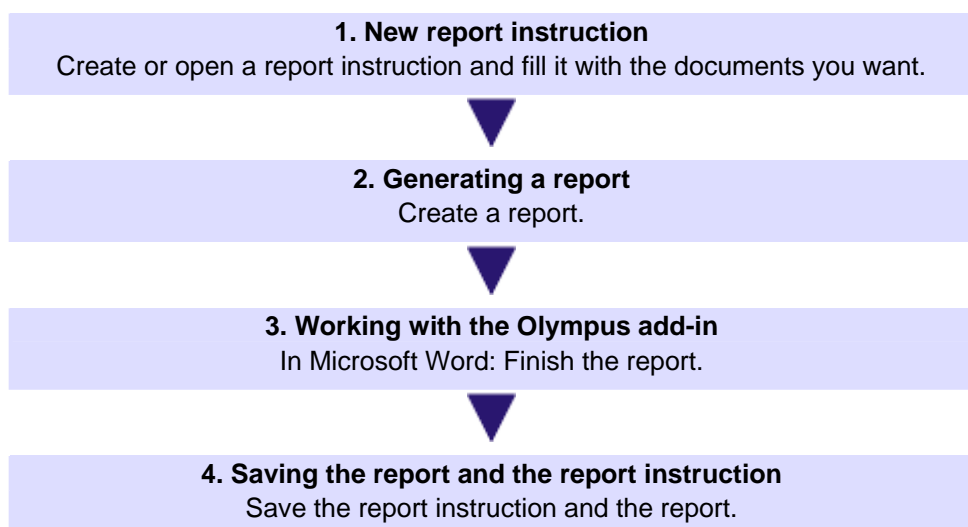 1. New report instruction
Create or open a report instruction and fill it with the documents you want.
2. Generating a report
Create a report.
3. Working with the Olympus add-in
In Microsoft Word: Finish the report.
4. Saving the report and the report instruction
Save the report instruction and the report.